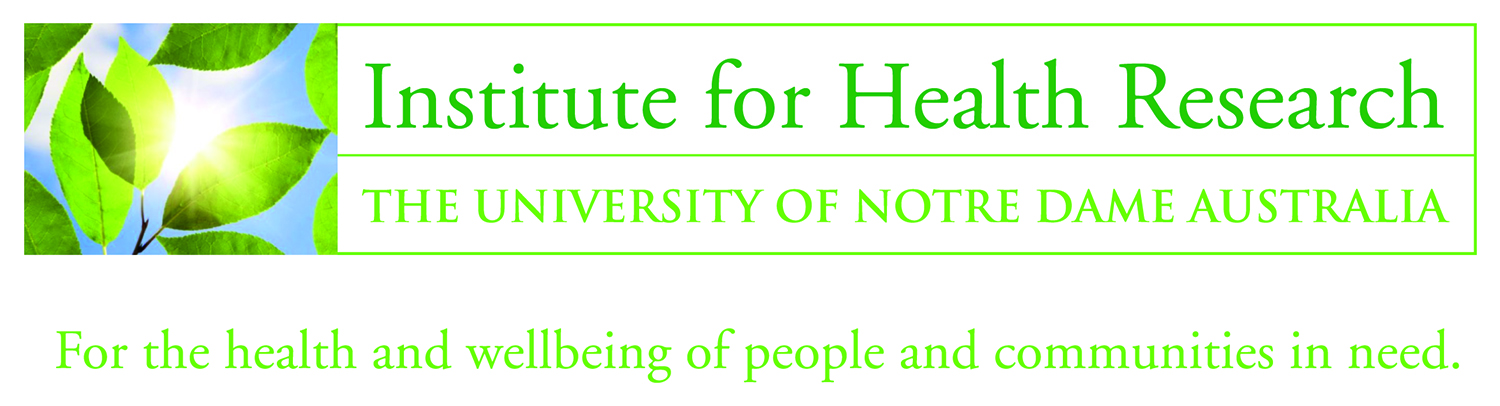 Institute for Health Research
THE UNIVERSITY OF NOTRE DAME AUSTRALIA
For the health and wellbeing of people and communities in need.